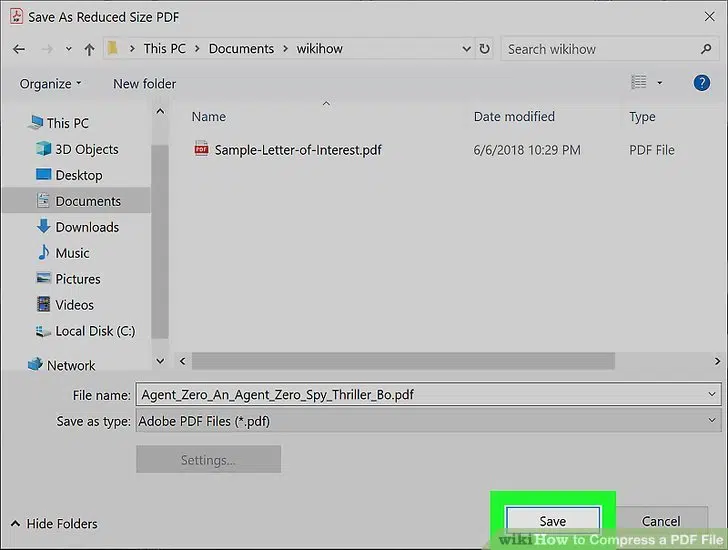 Save As Reduced Size PDF
This PC Documents wikihow
Search wikihow
Organize
New folder
?
Name
Date modified
Type
This PC
3D Objects
Desktop
Documents
Downloads
Music
Pictures
Videos
Local Disk (C:)
Network
PDF
Sample-Letter-of-Interest.pdf
6/6/2018 10:29 PM
PDF File
File name: Agent_Zero_An_Agent_Zero_Spy_Thriller_Bo.pdf
Save as type: Adobe PDF Files (*.pdf)
Settings...
Hide Folders
Save
Cancel
wikiHow to Compress a PDF File